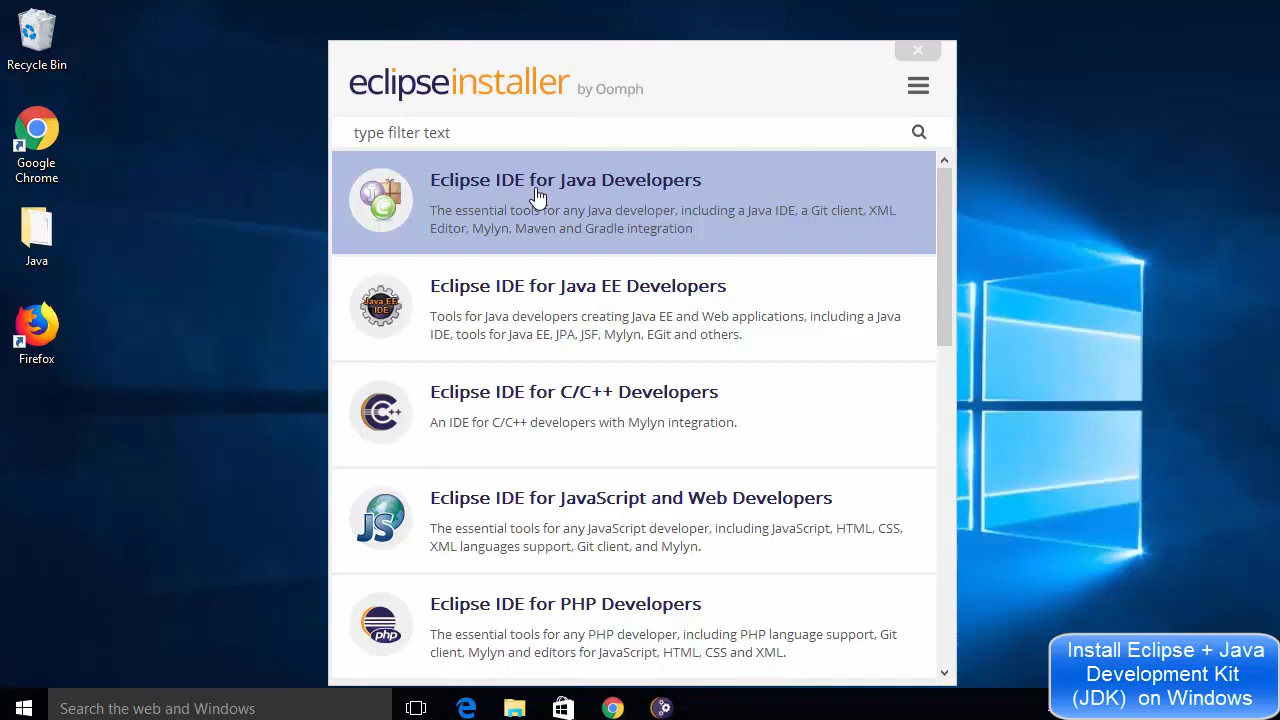 Recycle Bin
Google
Chrome
Java
Firefox
eclipseinstaller by Oomph
type filter text
Eclipse IDE for Java Developers
The essential tools for any Java developer, including a Java IDE, a Git client, XML
Editor, Mylyn, Maven and Gradle integration
Java EE
IDE
Eclipse IDE for Java EE Developers
Tools for Java developers creating Java EE and Web applications, including a Java
IDE, tools for Java EE, JPA, JSF, Mylyn, EGit and others.
C++
Eclipse IDE for C/C++ Developers
An IDE for C/C++ developers with Mylyn integration.
JS
Eclipse IDE for JavaScript and Web Developers
The essential tools for any JavaScript developer, including JavaScript, HTML, CSS,
XML languages support, Git client, and Mylyn.
php
Eclipse IDE for PHP Developers
The essential tools for any PHP developer, including PHP language support, Git
client, Mylyn and editors for JavaScript, HTML, CSS and XML.
Install Eclipse + Java
Development Kit
(JDK) on Windows
Search the web and Windows